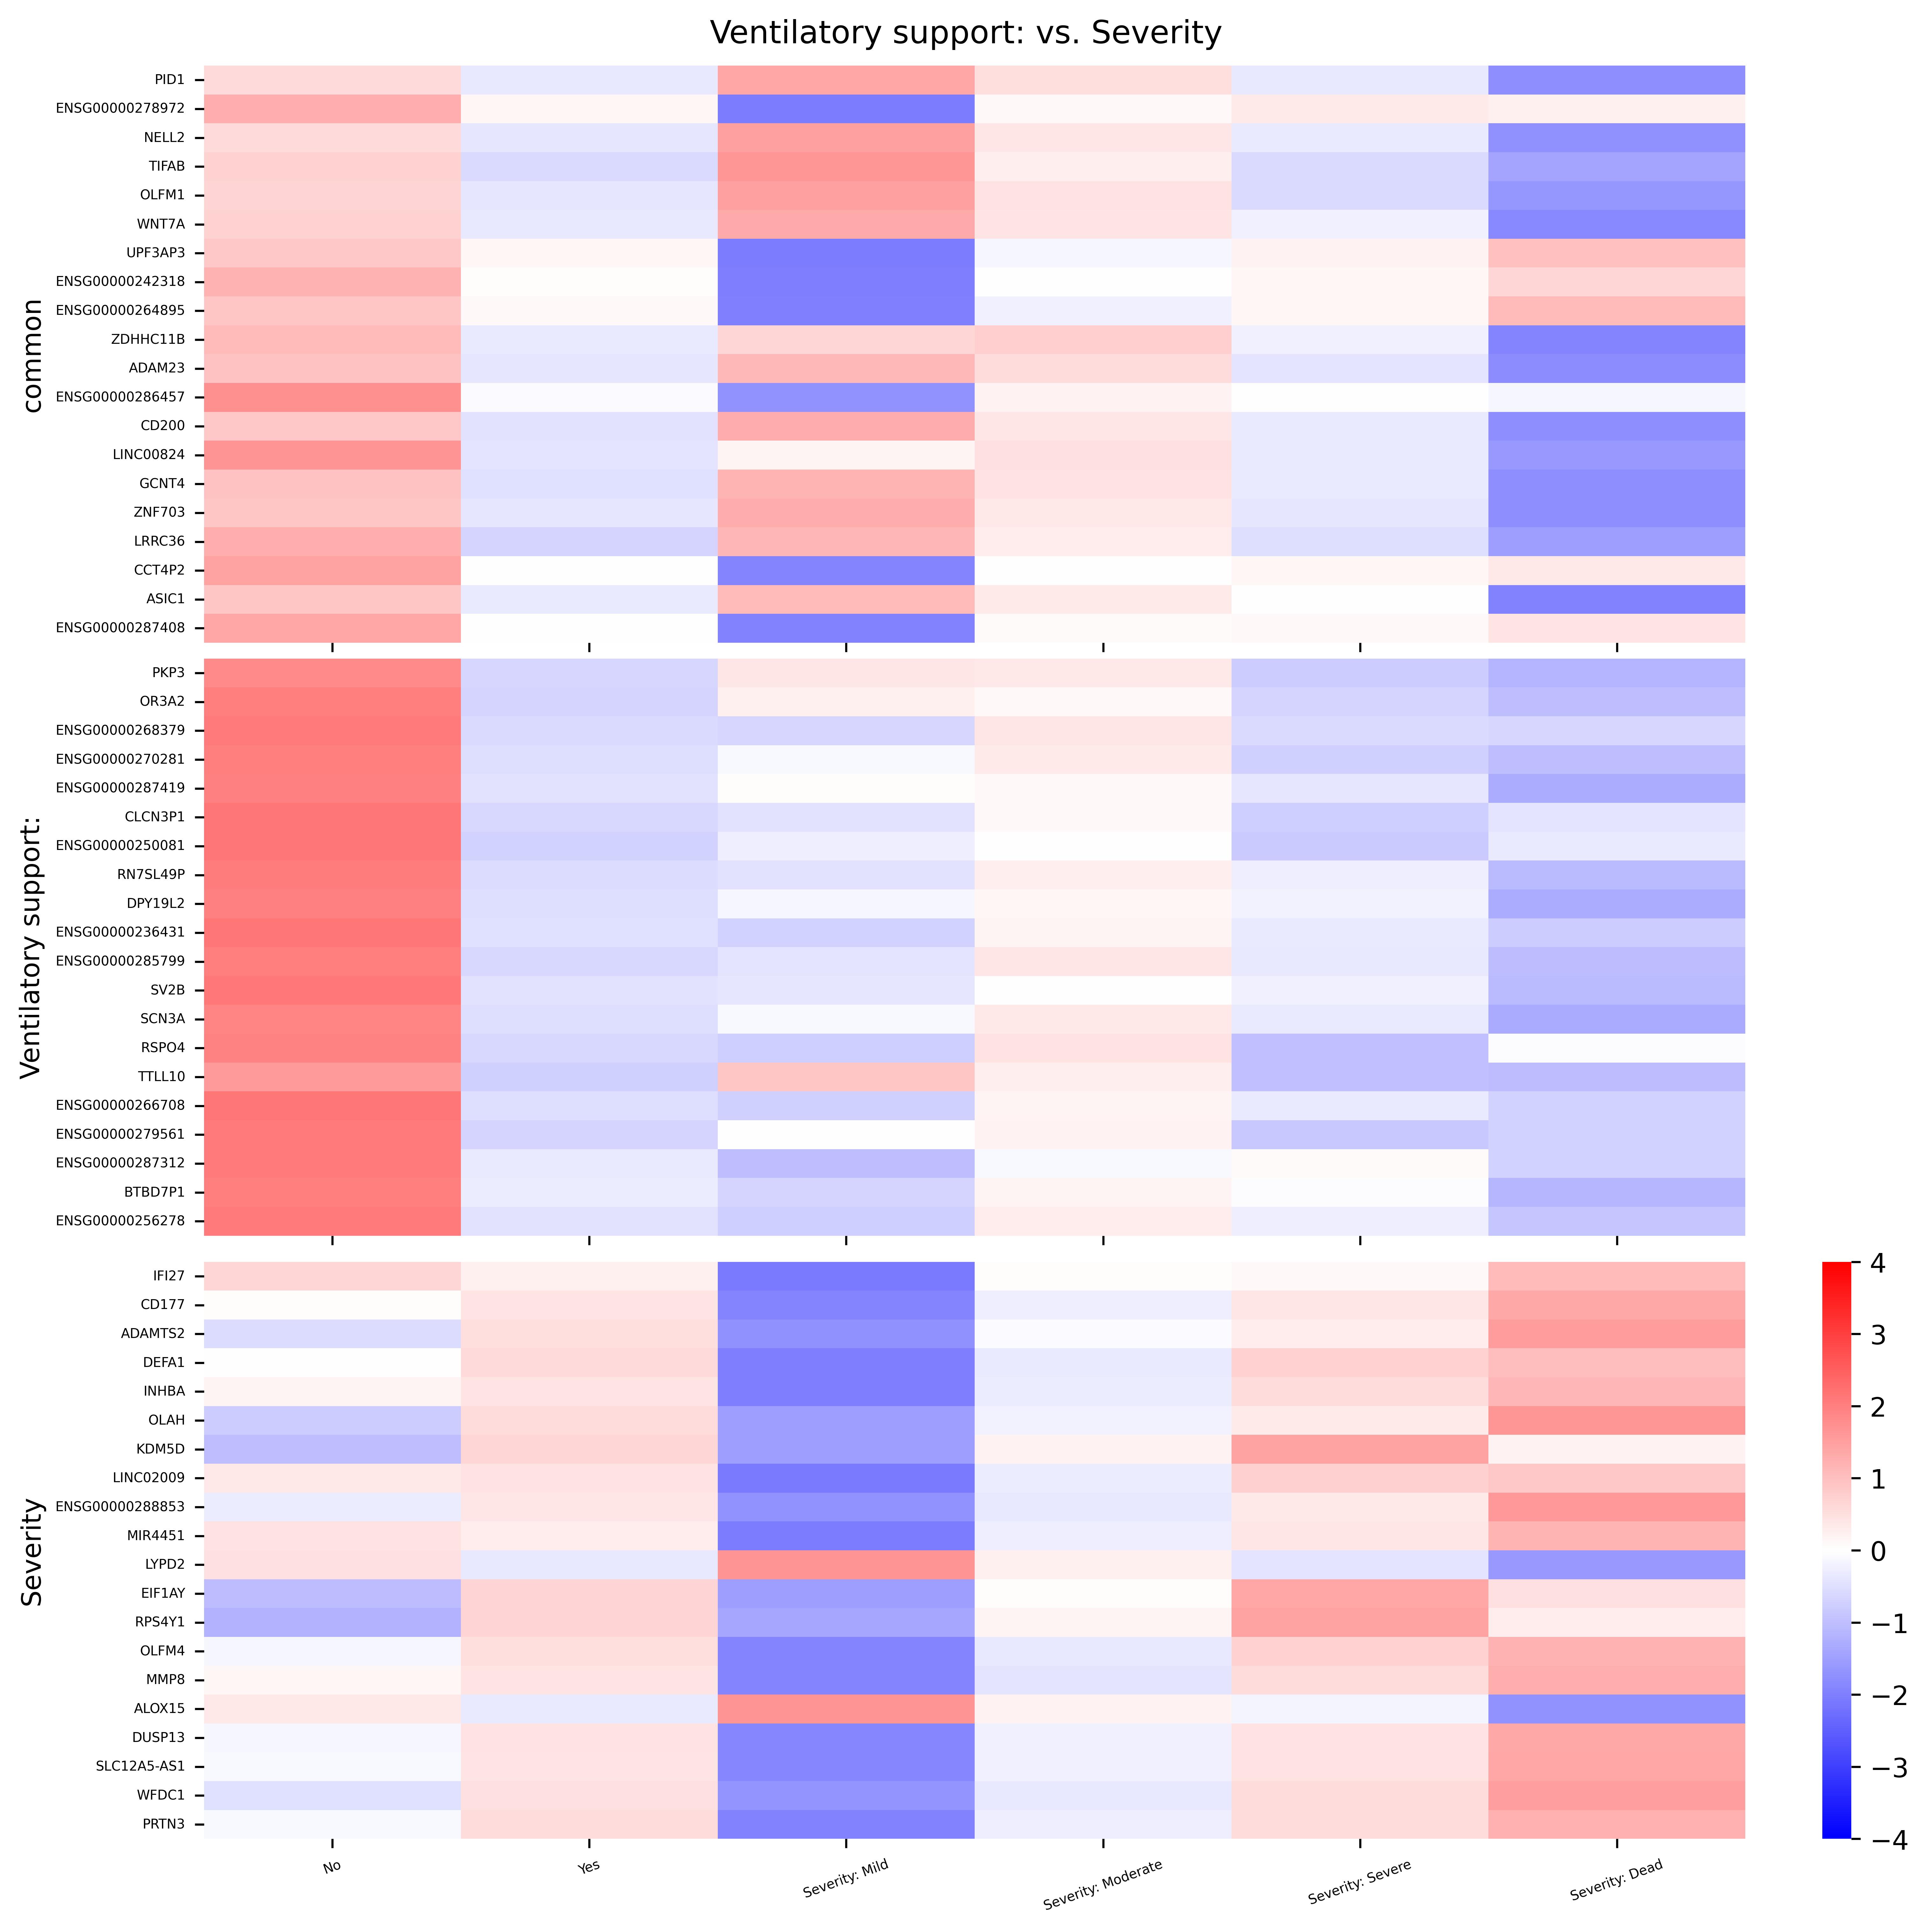 Ventilatory support: vs. Severity
common
PID1
ENSG00000278972
NELL2
TIFAB
OLFM1
WNT7A
UPF3AP3
ENSG00000242318
ENSG00000264895
ZDHHC11B
ADAM23
ENSG00000286457
CD200
LINC00824
GCNT4
ZNF703
LRRC36
CCT4P2
ASIC1
ENSG00000287408
Ventilatory support:
PKP3
OR3A2
ENSG00000268379
ENSG00000270281
ENSG00000287419
CLCN3P1
ENSG00000250081
RN7SL49P
DPY19L2
ENSG00000236431
ENSG00000285799
SV2B
SCN3A
RSPO4
TTLL10
ENSG00000266708
ENSG00000279561
ENSG00000287312
BTBD7P1
ENSG00000256278
Severity
IFI27
CD177
ADAMTS2
DEFA1
INHBA
OLAH
KDM5D
LINC02009
ENSG00000288853
MIR4451
LYPD2
EIF1AY
RPS4Y1
OLFM4
MMP8
ALOX15
DUSP13
SLC12A5-AS1
WFDC1
PRTN3
No
Yes
Severity: Mild
Severity: Moderate
Severity: Severe
Severity: Dead
4
3
2
1
0
−1
−2
−3
−4